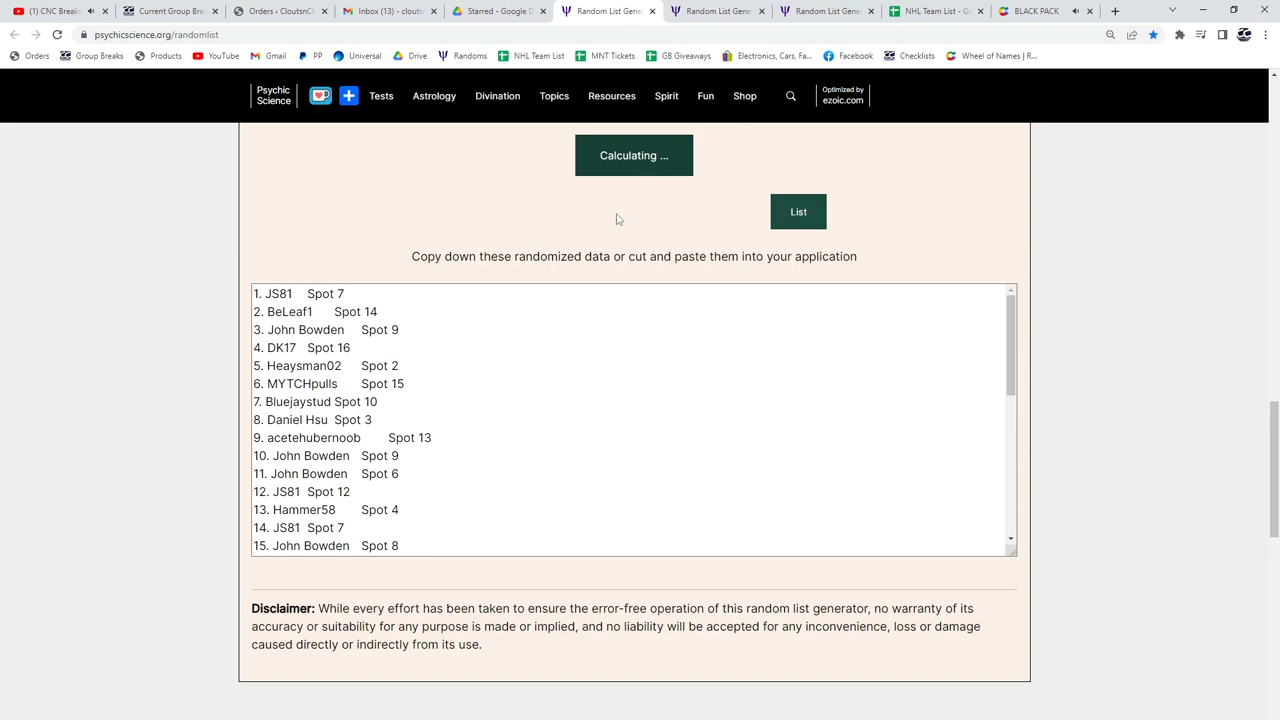 (1) CNC Break
Current Group Break
Orders ‹ CloutsnCh
Inbox (13) - clouts
Starred - Google D
Random List Gene
Random List Gene
Random List Gene
NHL Team List - G
BLACK PACK
psychicscience.org/randomlist
Orders
Group Breaks
Products
YouTube
Gmail
PP
Universal
Drive
Randoms
NHL Team List
MNT Tickets
GB Giveaways
Electronics, Cars, Fa...
Facebook
Checklists
Wheel of Names | R...
Psychic
Science
Tests
Astrology
Divination
Topics
Resources
Spirit
Fun
Shop
Optimized by
ezoic.com
Calculating ...
List
Copy down these randomized data or cut and paste them into your application
1. JS81 Spot 7
2. BeLeaf1 Spot 14
3. John Bowden Spot 9
4. DK17 Spot 16
5. Heaysman02 Spot 2
6. MYTCHpulls Spot 15
7. Bluejaystud Spot 10
8. Daniel Hsu Spot 3
9. acetehubernoob Spot 13
10. John Bowden Spot 9
11. John Bowden Spot 6
12. JS81 Spot 12
13. Hammer58 Spot 4
14. JS81 Spot 7
15. John Bowden Spot 8
Disclaimer: While every effort has been taken to ensure the error-free operation of this random list generator, no warranty of its
accuracy or suitability for any purpose is made or implied, and no liability will be accepted for any inconvenience, loss or damage
caused directly or indirectly from its use.